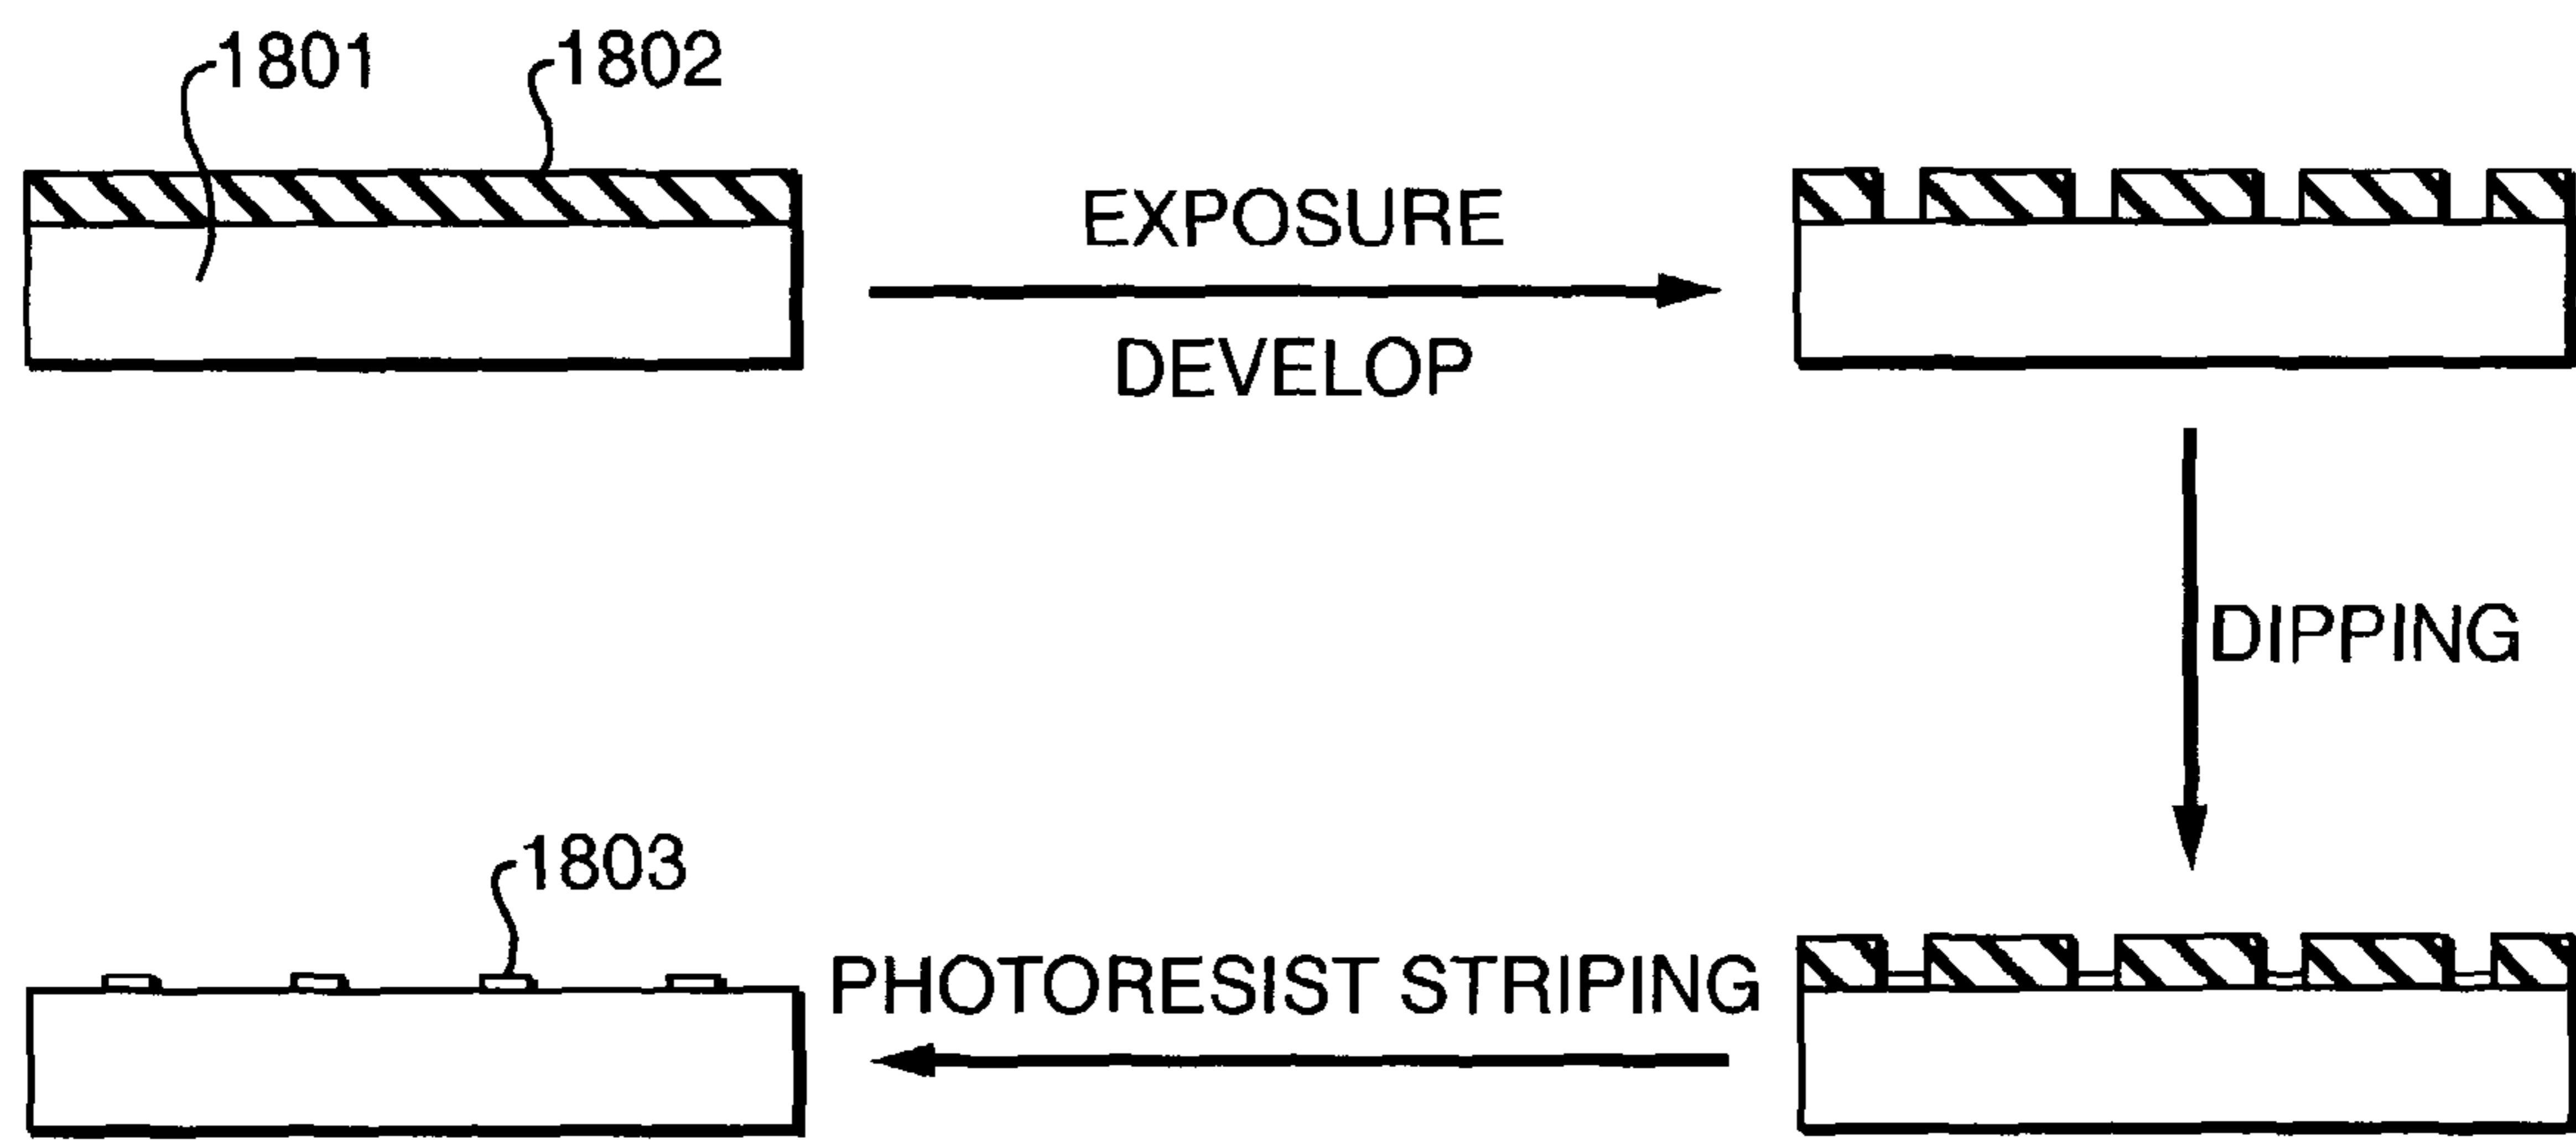 1801
1802
EXPOSURE
DEVELOP
DIPPING
1803
PHOTORESIST STRIPING